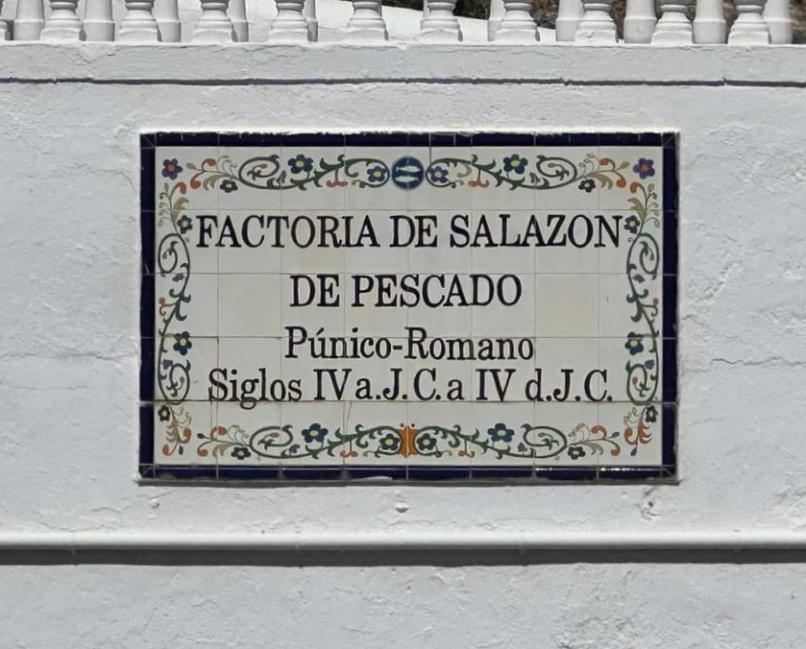 FACTORIA DE SALAZON
DE PESCADO
Púnico-Romano
Siglos IV a.J.C. a IV d.J.C.